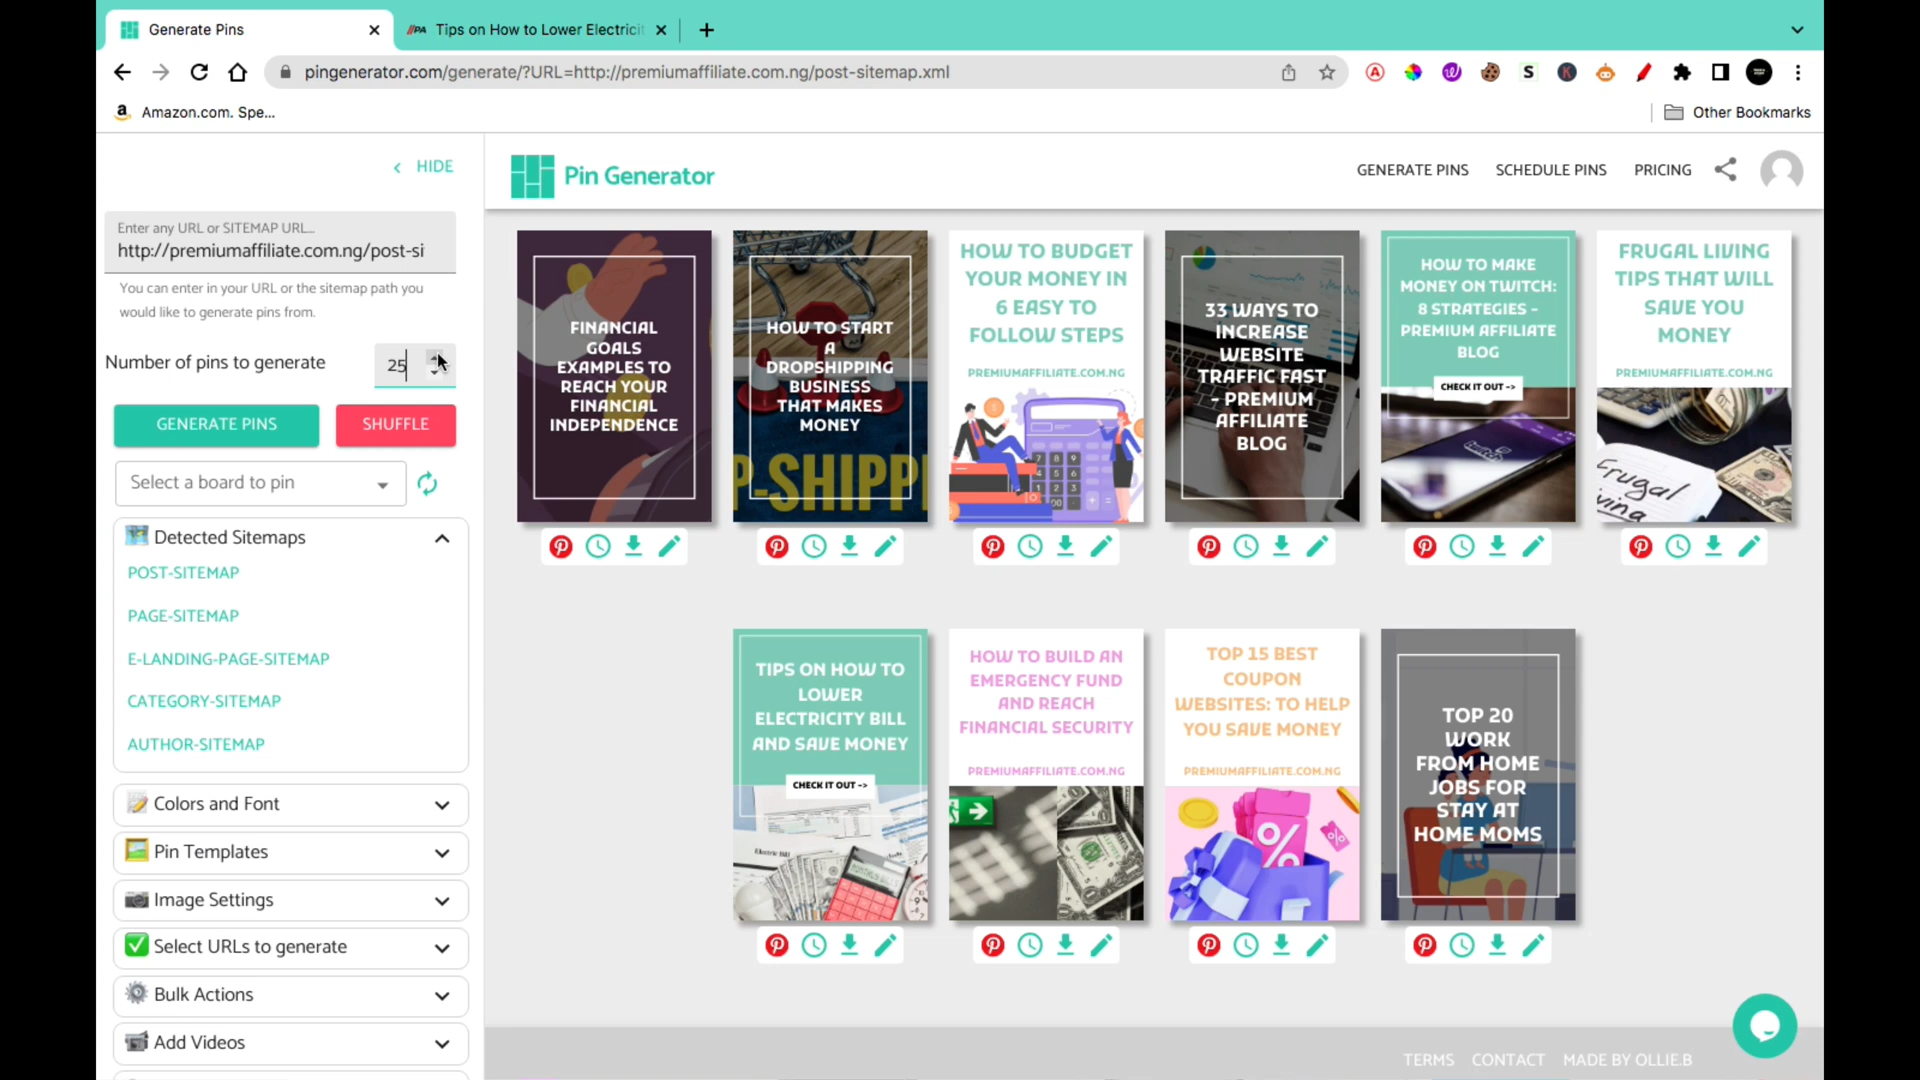 Generate Pins
Tips on How to Lower Electricit
pingenerator.com/generate/?URL=http://premiumaffiliate.com.ng/post-sitemap.xml
Amazon.com. Spe...
Other Bookmarks
HIDE
Enter any URL or SITEMAP URL...
http://premiumaffiliate.com.ng/post-si
You can enter in your URL or the sitemap path you
would like to generate pins from.
Number of pins to generate
25
GENERATE PINS
SHUFFLE
Select a board to pin
Detected Sitemaps
POST-SITEMAP
PAGE-SITEMAP
E-LANDING-PAGE-SITEMAP
CATEGORY-SITEMAP
AUTHOR-SITEMAP
Colors and Font
Pin Templates
Image Settings
Select URLs to generate
Bulk Actions
Add Videos
Pin Generator
GENERATE PINS
SCHEDULE PINS
PRICING
FINANCIAL
GOALS
EXAMPLES TO
REACH YOUR
FINANCIAL
INDEPENDENCE
HOW TO START
A
DROPSHIPPING
BUSINESS
THAT MAKES
MONEY
P-SHIPPI
HOW TO BUDGET
YOUR MONEY IN
6 EASY TO
FOLLOW STEPS
PREMIUMAFFILIATE.COM.NG
33 WAYS TO
INCREASE
WEBSITE
TRAFFIC FAST
- PREMIUM
AFFILIATE
BLOG
HOW TO MAKE
MONEY ON TWITCH:
8 STRATEGIES -
PREMIUM AFFILIATE
BLOG
CHECK IT OUT ->
FRUGAL LIVING
TIPS THAT WILL
SAVE YOU
MONEY
PREMIUMAFFILIATE.COM.NG
Frugal
living
TIPS ON HOW TO
LOWER
ELECTRICITY BILL
AND SAVE MONEY
CHECK IT OUT ->
Electric Bill
HOW TO BUILD AN
EMERGENCY FUND
AND REACH
FINANCIAL SECURITY
PREMIUMAFFILIATE.COM.NG
TOP 15 BEST
COUPON
WEBSITES: TO HELP
YOU SAVE MONEY
PREMIUMAFFILIATE.COM.NG
TOP 20
WORK
FROM HOME
JOBS FOR
STAY AT
HOME MOMS
TERMS
CONTACT
MADE BY OLLIE.B